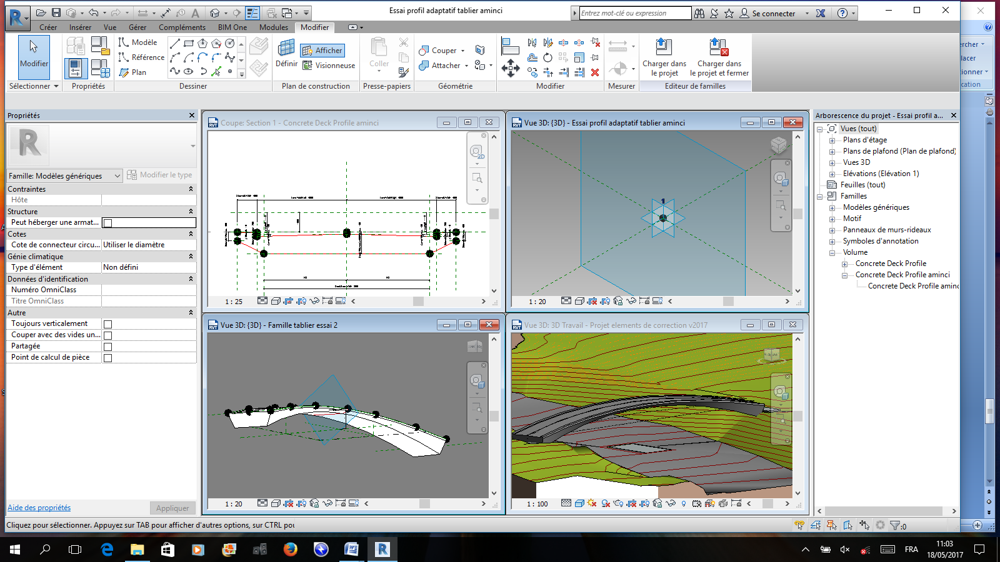 Essai profil adaptatif tablier aminci
Entrez mot-clé ou expression
Se connecter
Créer Insérer Vue Gérer Compléments BIM One Modules Modifier
Modifier
Modèle
Référence
Plan
Définir
Afficher
Visionneuse
Coller
Couper
Attacher
Charger dans le projet
Charger dans le projet et fermer
Sélectionner Propriétés Dessiner Plan de construction Presse-papiers Géométrie Modifier Mesurer Editeur de familles
Propriétés
Famille: Modèles génériques
Modifier le type
Contraintes
Hôte
Structure
Peut héberger une armat...
Cotes
Cote de connecteur circu... Utiliser le diamètre
Génie climatique
Type d'élément Non défini
Données d'identification
Numéro OmniClass
Titre OmniClass
Autre
Toujours verticalement
Couper avec des vides un...
Partagée
Point de calcul de pièce
Aide des propriétés
Appliquer
Coupe: Section 1 - Concrete Deck Profile aminci
2D
1 : 25
Vue 3D: {3D} - Essai profil adaptatif tablier aminci
1
1 : 20
Vue 3D: {3D} - Famille tablier essai 2
1 : 20
Vue 3D: 3D Travail - Projet elements de correction v2017
1 : 100
Arborescence du projet - Essai profil a...
Vues (tout)
Plans d'étage
Plans de plafond (Plan de plafond)
Vues 3D
Elévations (Elévation 1)
Feuilles (tout)
Familles
Modèles génériques
Motif
Panneaux de murs-rideaux
Symboles d'annotation
Volume
Concrete Deck Profile
Concrete Deck Profile aminci
Concrete Deck Profile aminc
Cliquez pour sélectionner. Appuyez sur TAB pour afficher d'autres options, sur CTRL pou
:0
FRA
11:03
18/05/2017